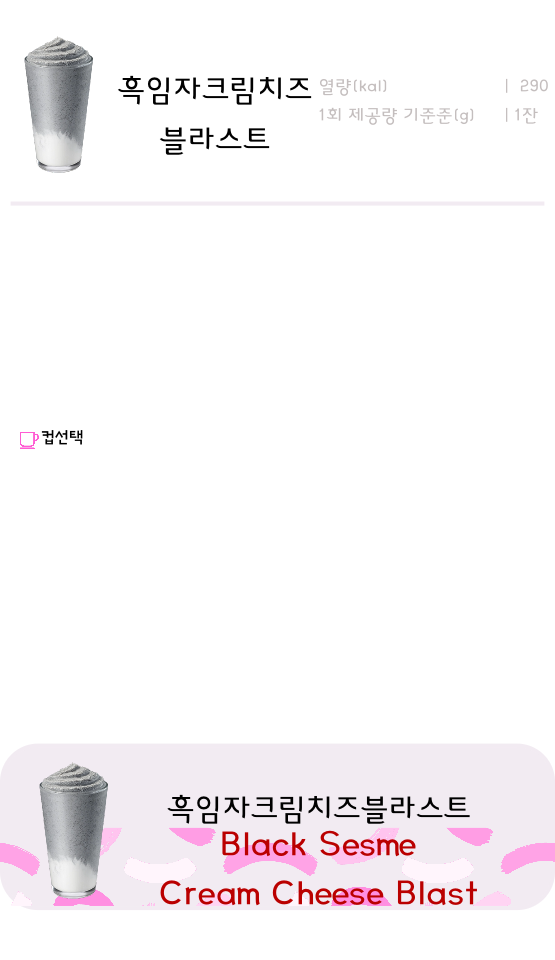 흑임자크림치즈
블라스트
열량(kal) | 290
1회 제공량 기준준(g) | 1잔
컵선택
흑임자크림치즈블라스트
Black Sesme
Cream Cheese Blast